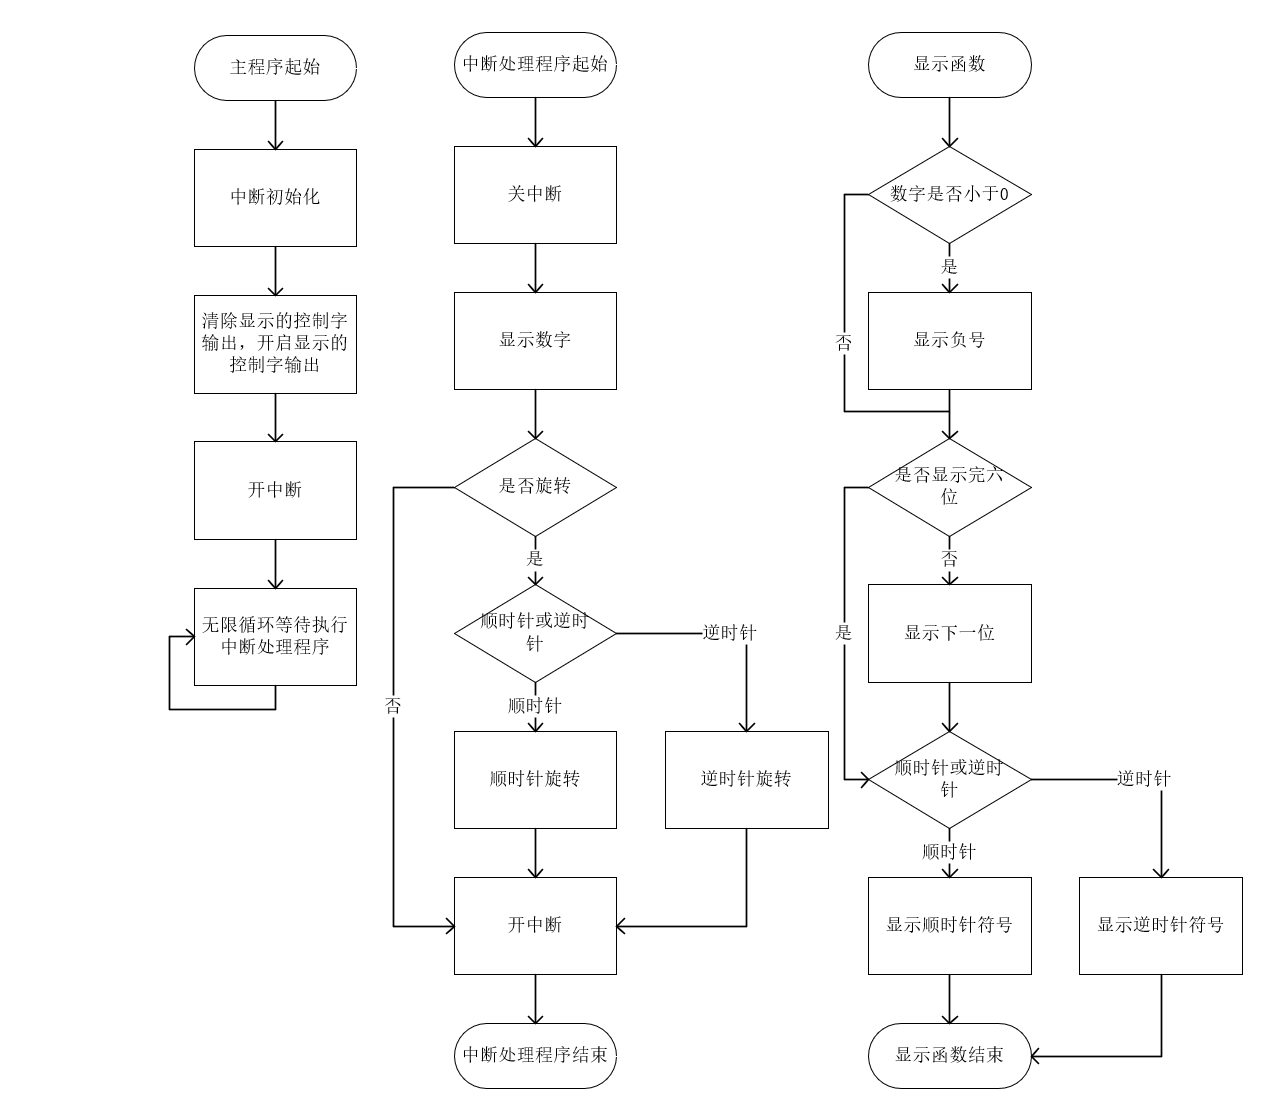 主程序起始
中断初始化
清除显示的控制字
输出，开启显示的
控制字输出
开中断
无限循环等待执行
中断处理程序
中断处理程序起始
关中断
显示数字
是否旋转
是
否
顺时针或逆时
针
逆时针
顺时针
顺时针旋转
逆时针旋转
开中断
中断处理程序结束
显示函数
数字是否小于0
是
否
显示负号
是否显示完六
位
否
是
显示下一位
顺时针或逆时
针
逆时针
顺时针
显示顺时针符号
显示逆时针符号
显示函数结束